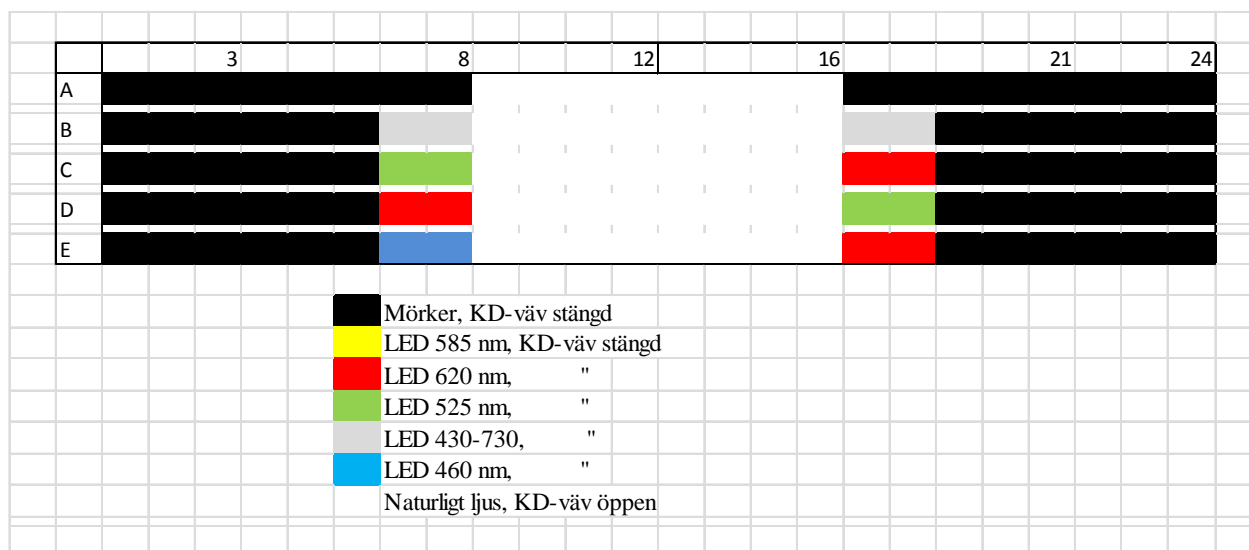 3 8 12 16 21 24
A
B
C
D
E
Mörker, KD-väv stängd
LED 585 nm, KD-väv stängd
LED 620 nm, "
LED 525 nm, "
LED 430-730, "
LED 460 nm, "
Naturligt ljus, KD-väv öppen